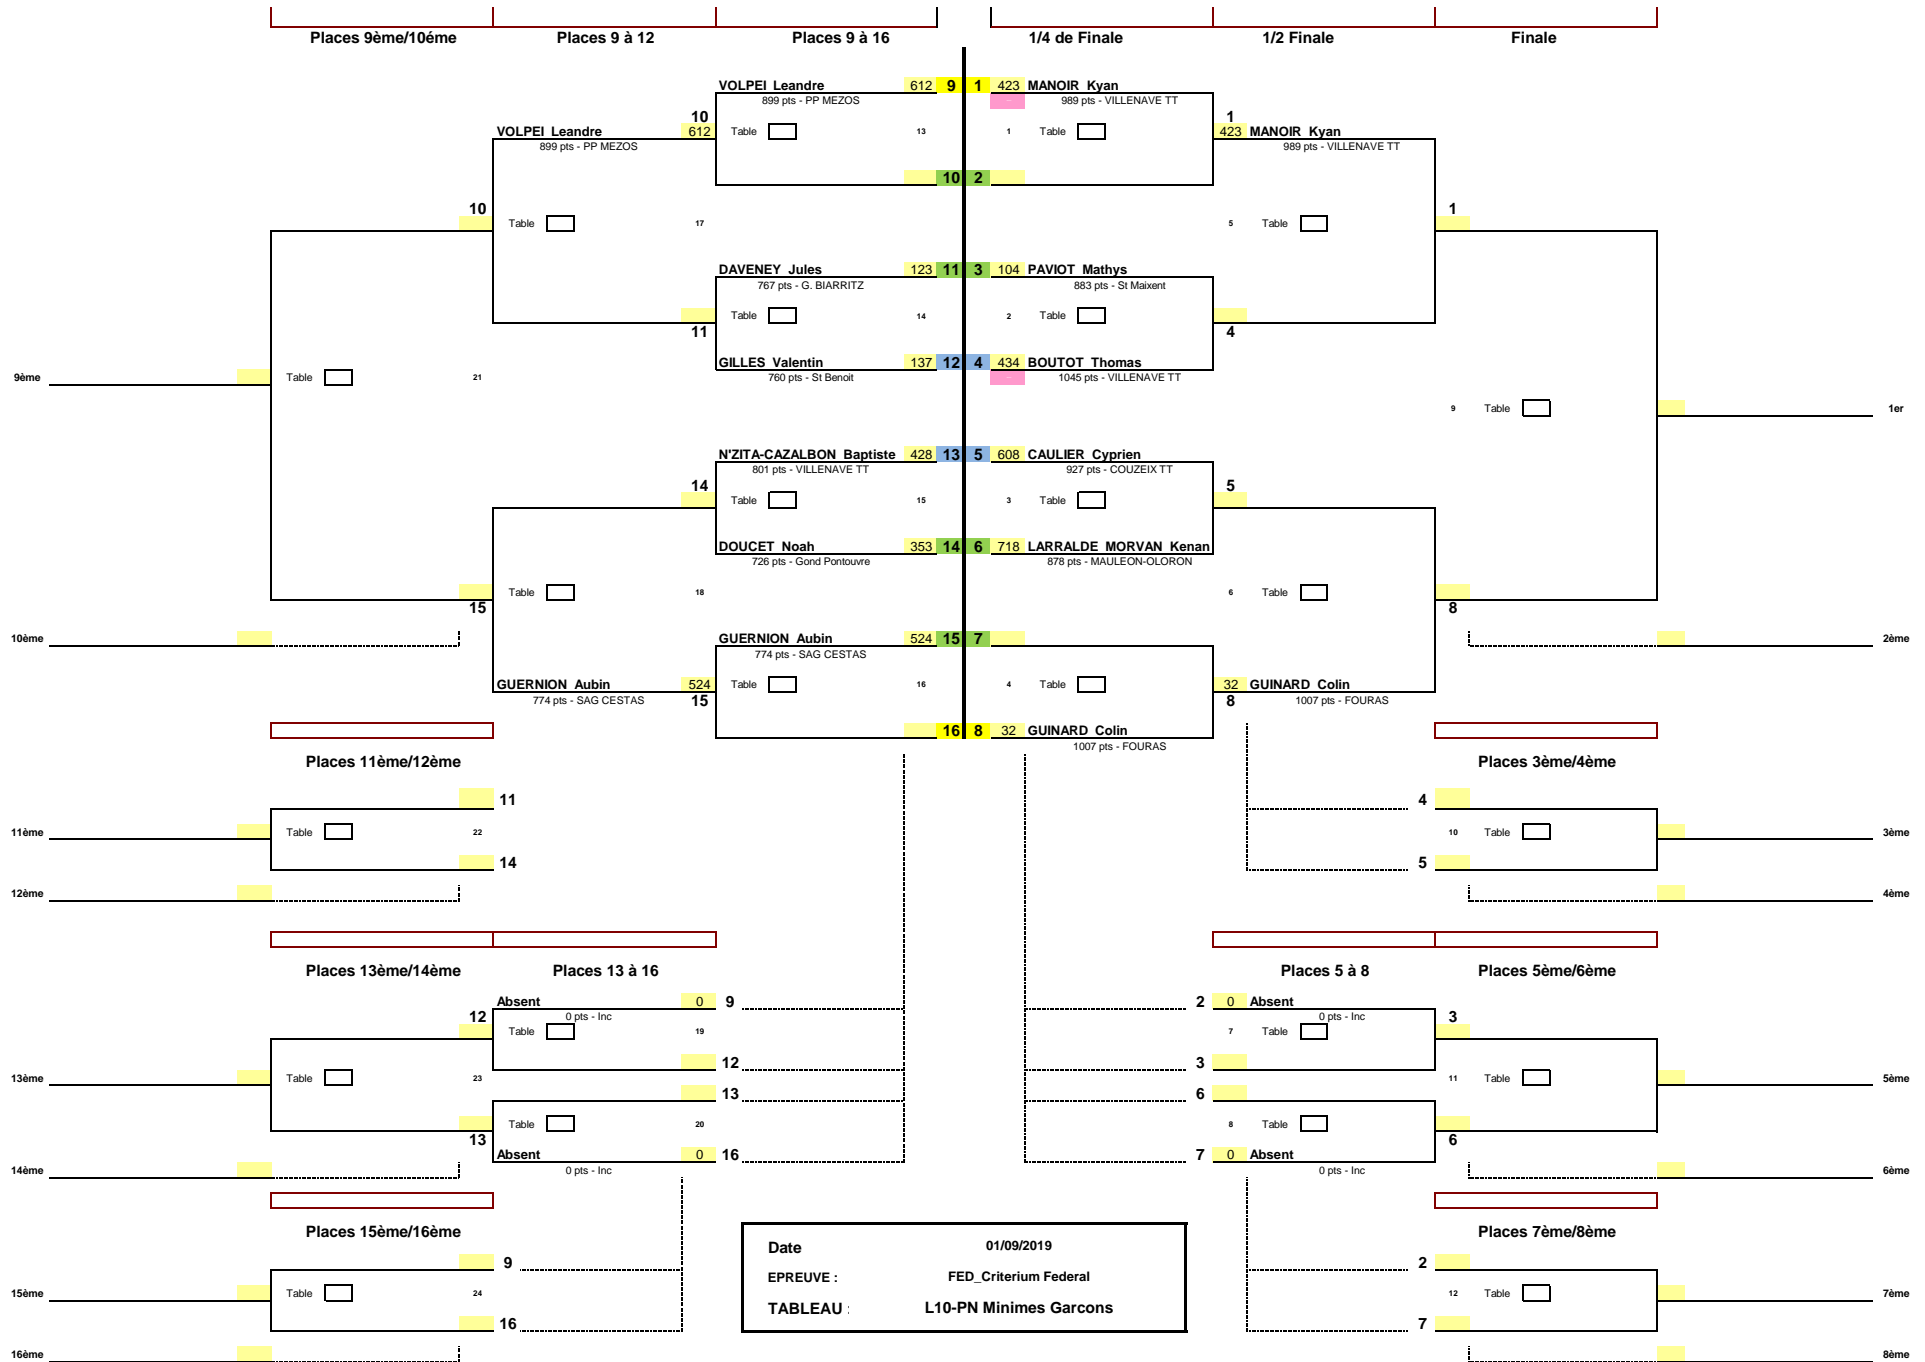 Places 9ème/10éme Places 9 à 12 Places 9 à 16 1/4 de Finale 1/2 Finale Finale
VOLPEI Leandre 612 9 1 423 MANOIR Kyan
899 pts - PP MEZOS 989 pts - VILLENAVE TT
10 1
VOLPEI Leandre 612 Table 13 1 Table 423 MANOIR Kyan
899 pts - PP MEZOS 989 pts - VILLENAVE TT
10 2
10 1
Table 17 5 Table
DAVENEY Jules 123 11 3 104 PAVIOT Mathys
767 pts - G. BIARRITZ 883 pts - St Maixent
Table 14 2 Table
11 4
GILLES Valentin 137 12 4 434 BOUTOT Thomas
9ème Table 21 760 pts - St Benoit 1045 pts - VILLENAVE TT
9 Table 1er
N'ZITA-CAZALBON Baptiste 428 13 5 608 CAULIER Cyprien
801 pts - VILLENAVE TT 927 pts - COUZEIX TT
14 5
Table 15 3 Table
DOUCET Noah 353 14 6 718 LARRALDE MORVAN Kenan
726 pts - Gond Pontouvre 878 pts - MAULEON-OLORON
Table 18 6 Table
15 8
10ème GUERNION Aubin 524 15 7 2ème
774 pts - SAG CESTAS
GUERNION Aubin 524 Table 16 4 Table 32 GUINARD Colin
774 pts - SAG CESTAS 15 8 1007 pts - FOURAS
16 8 32 GUINARD Colin
1007 pts - FOURAS
Places 11ème/12ème Places 3ème/4ème
11 4
11ème Table 22 10 Table 3ème
14 5
12ème 4ème
Places 13ème/14ème Places 13 à 16 Places 5 à 8 Places 5ème/6ème
Absent 0 9 2 0 Absent
12 0 pts - Inc 0 pts - Inc 3
Table 19 7 Table
12 3
13ème Table 23 11 Table 5ème
13 6
Table 20 8 Table
13 6
Absent 0 16 7 0 Absent
14ème 0 pts - Inc 0 pts - Inc 6ème
Places 15ème/16ème Places 7ème/8ème
Date 01/09/2019
9 2
EPREUVE : FED_Criterium Federal
15ème Table 24 12 Table 7ème
TABLEAU : L10-PN Minimes Garcons
16 7
16ème 8ème